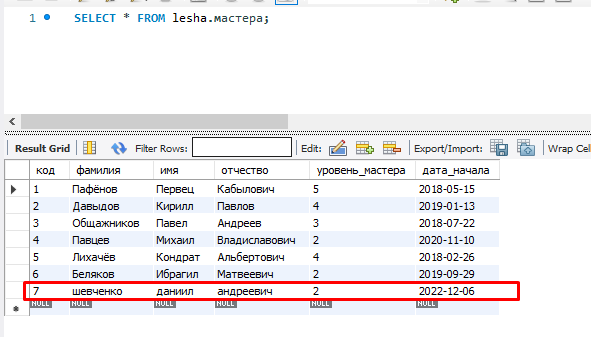 1 SELECT * FROM lesha.мастера;
Result Grid Filter Rows: Edit: Export/Import: Wrap Cel
код фамилия имя отчество уровень_мастера дата_начала
1 Пафёнов Первец Кабылович 5 2018-05-15
2 Давыдов Кирилл Павлов 4 2019-01-13
3 Общажников Павел Андреев 3 2018-07-22
4 Павцев Михаил Владиславович 2 2020-11-10
5 Лихачёв Кондрат Альбертович 4 2018-02-26
6 Беляков Ибрагил Матвеевич 2 2019-09-29
7 шевченко даниил андреевич 2 2022-12-06
NULL NULL NULL NULL NULL NULL